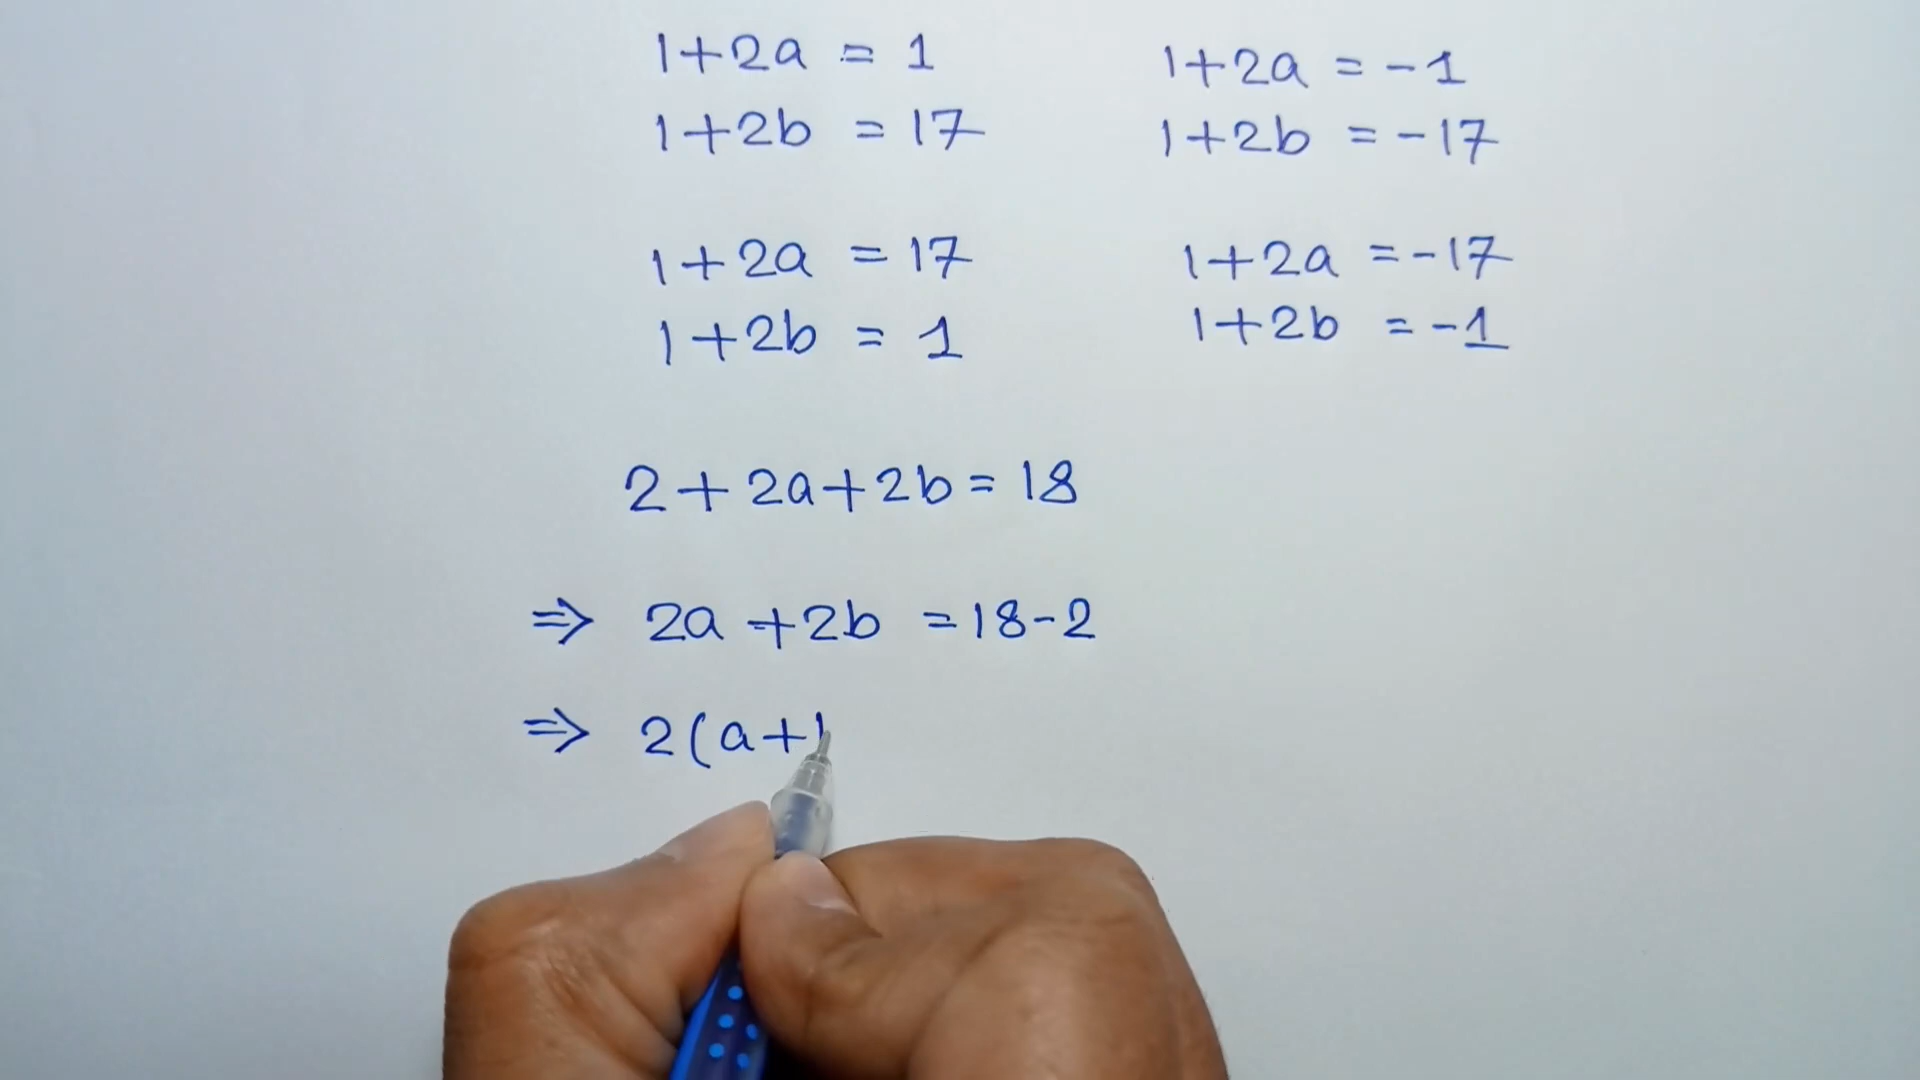 1+2a = 1
1+2b = 17
1+2a = -1
1+2b = -17
1+2a = 17
1+2b = 1
1+2a = -17
1+2b = -1
2+2a+2b = 18
⇒ 2a+2b = 18-2
⇒ 2(a+